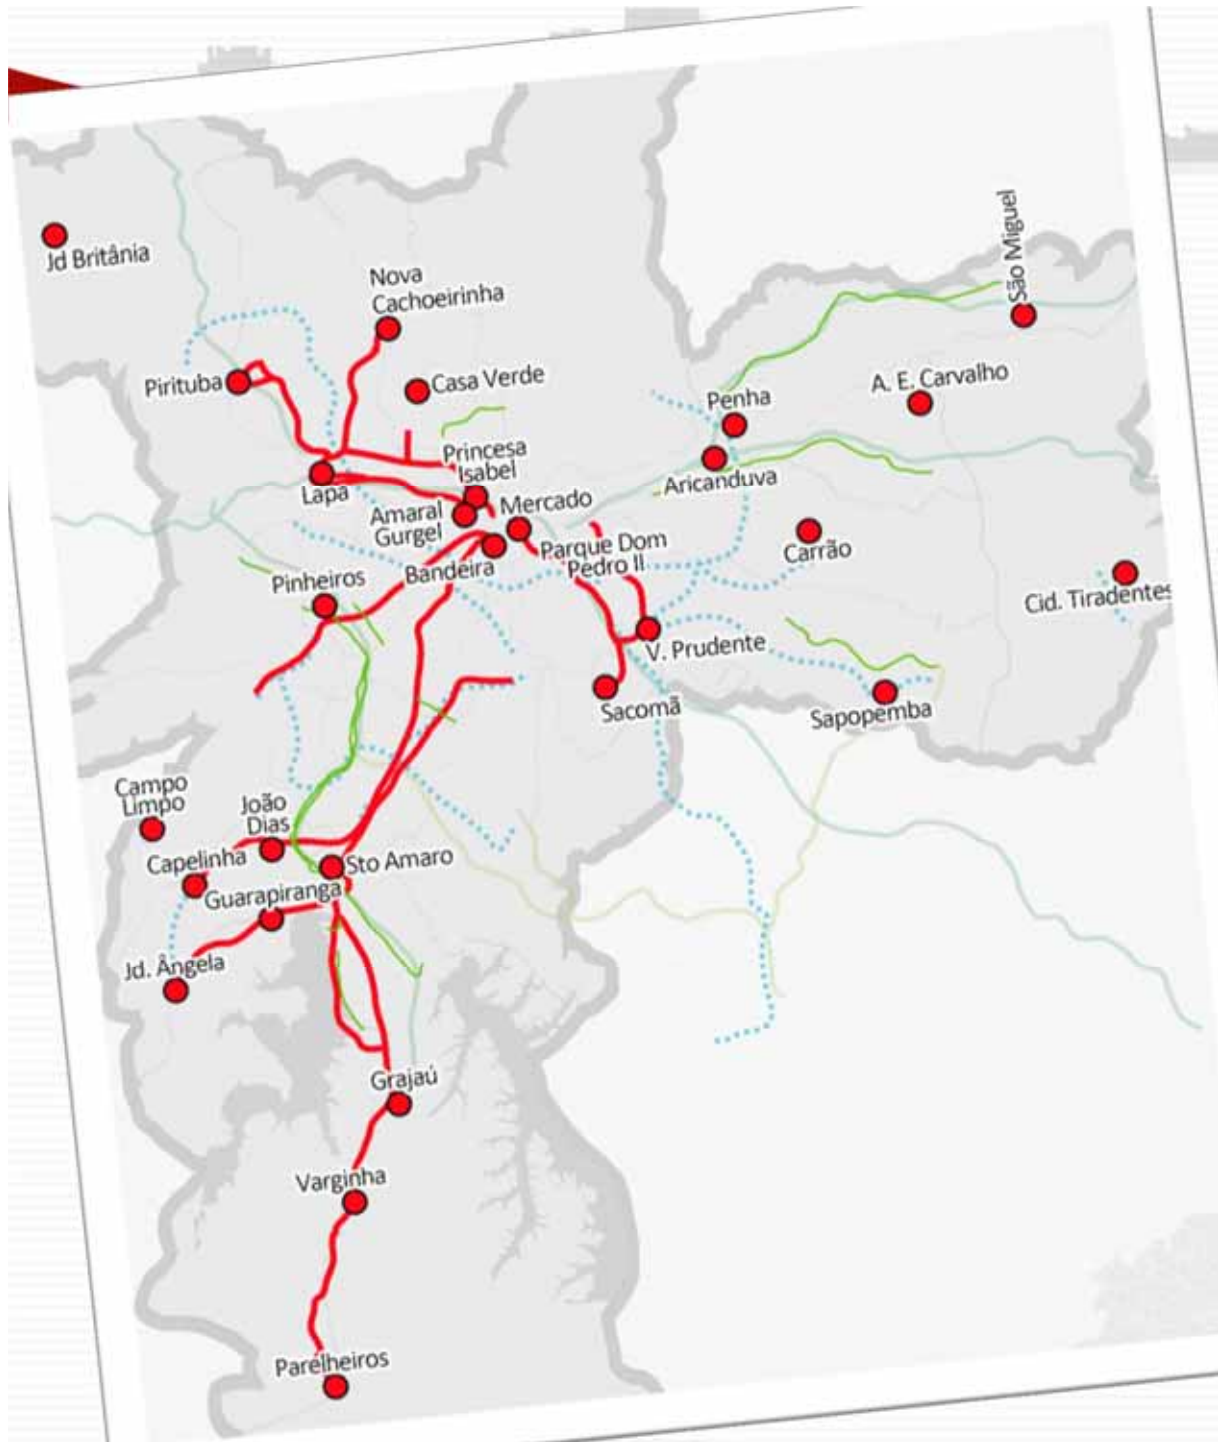 São Miguel
Jd Britânia
Nova
Cachoeirinha
Pirituba
Casa Verde
A. E. Carvalho
Penha
Princesa
Isabel
Lapa
Aricanduva
Amaral
Gurgel
Mercado
Parque Dom
Pedro II
Carrão
Bandeira
Pinheiros
Cid. Tiradentes
V. Prudente
Sacomã
Sapopemba
Campo
Limpo
João
Dias
Capelinha
Sto Amaro
Guarapiranga
Jd. Ângela
Grajaú
Varginha
Parelheiros